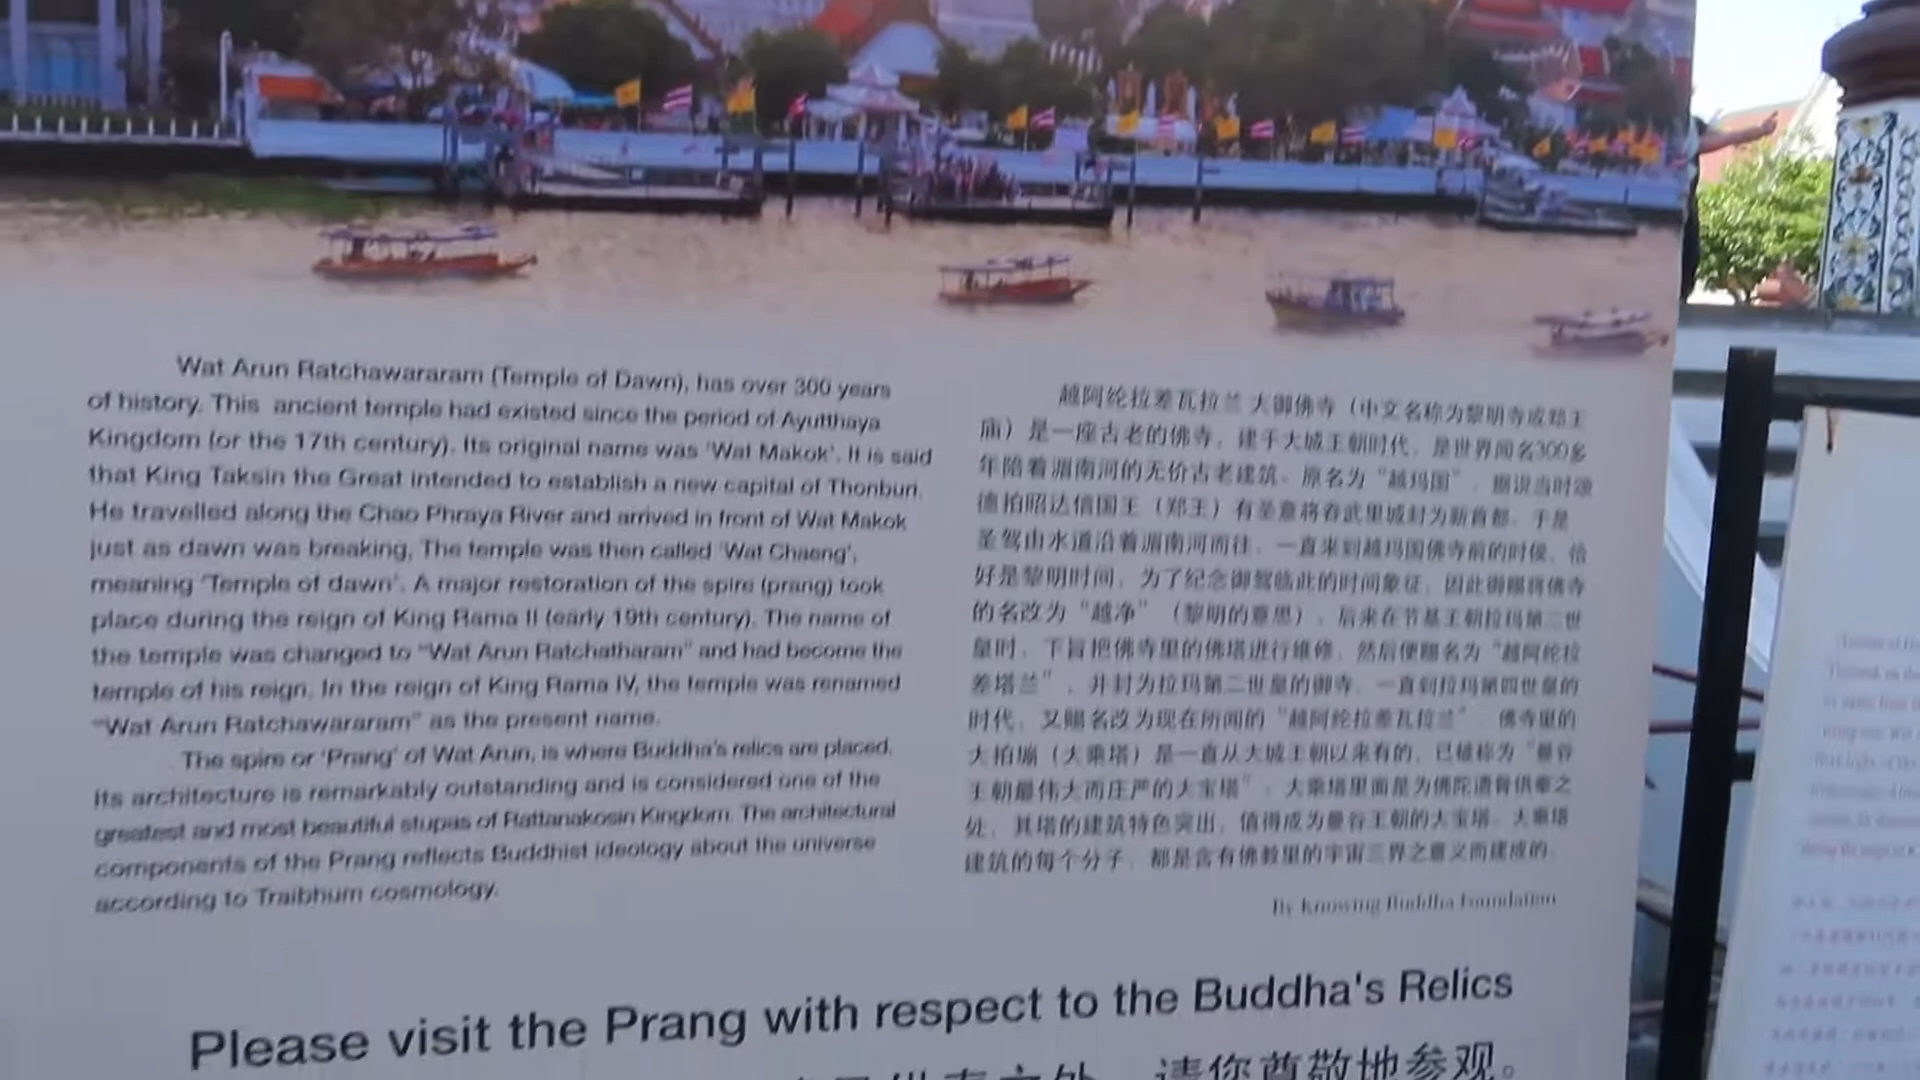 Wat Arun Ratchawararam (Temple of Dawn), has over 300 years
of history. This ancient temple had existed since the period of Ayutthaya
Kingdom (or the 17th century). Its original name was 'Wat Makok'. It is said
that King Taksin the Great intended to establish a new capital of Thonburi.
He travelled along the Chao Phraya River and arrived in front of Wat Makok
just as dawn was breaking. The temple was then called 'Wat Chaeng',
meaning 'Temple of dawn'. A major restoration of the spire (prang) took
place during the reign of King Rama II (early 19th century). The name of
the temple was changed to "Wat Arun Ratchatharam" and had become the
temple of his reign. In the reign of King Rama IV, the temple was renamed
"Wat Arun Ratchawararam" as the present name.
The spire or 'Prang' of Wat Arun, is where Buddha's relics are placed.
Its architecture is remarkably outstanding and is considered one of the
greatest and most beautiful stupas of Rattanakosin Kingdom. The architectural
components of the Prang reflects Buddhist ideology about the universe
according to Traibhum cosmology.
越阿纶拉差瓦拉兰 大御佛寺（中文名称为黎明寺或郑王
庙）是一座古老的佛寺，建于大城王朝时代，是世界闻名300多
年陪着湄南河的无价古老建筑。原名为“越玛国”，据说当时
德拍昭达信国王（郑王）有圣意将吞武里城封为新首都。于是
圣驾由水道沿着湄南河而往，一直来到越玛国佛寺前的时候，恰
好是黎明时间，为了纪念御驾临此的时间象征，因此御赐将佛寺
的名改为“越净”（黎明的意思），后来在节基王朝拉玛第二世
皇时，下旨把佛寺里的佛塔进行维修，然后便赐名为“越阿纶拉
差塔兰”，并封为拉玛第二世皇的御寺。一直到拉玛第四世皇的
时代，又赐名改为现在所闻的“越阿纶拉差瓦拉兰”。佛寺里的
大拍塴（大乘塔）是一直从大城王朝以来有的，已被称为“曼谷
王朝最伟大而庄严的大宝塔”。大乘塔里面是为佛陀遗骨供奉之
处，其塔的建筑特色突出，值得成为曼谷王朝的大宝塔。大乘塔
建筑的每个分子，都是含有佛教里的宇宙三界之意义而建成的。
By Knowing Buddha Foundation
Please visit the Prang with respect to the Buddha's Relics
请你尊敬地参观。